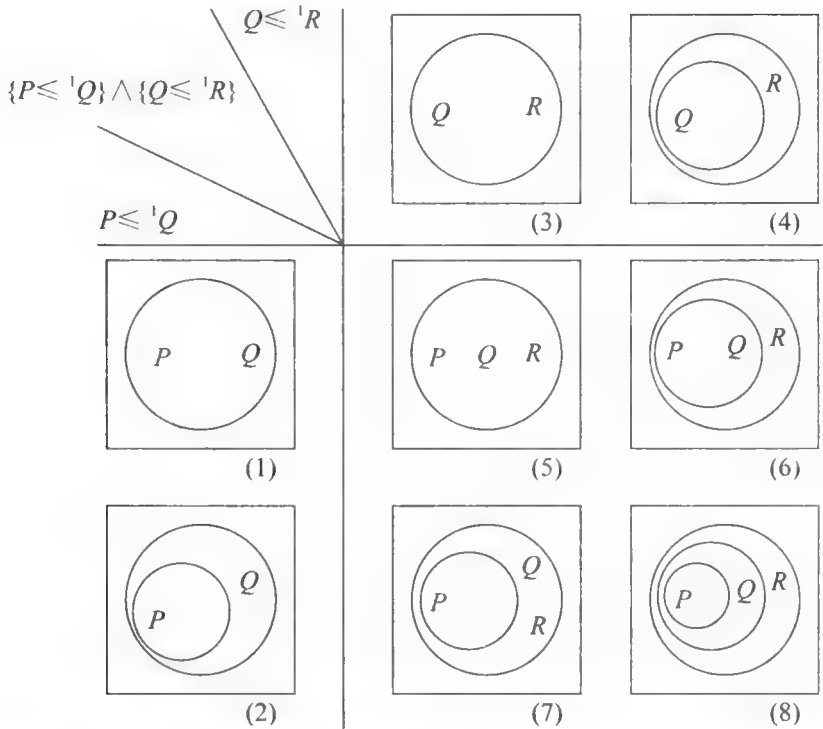 Q ≤ ¹R
{P ≤ ¹Q} ∧ {Q ≤ ¹R}
P ≤ ¹Q
Q R
(3)
R
Q
(4)
P Q
(1)
P Q R
(5)
P Q R
(6)
Q
P
(2)
Q
P
R
(7)
P Q R
(8)